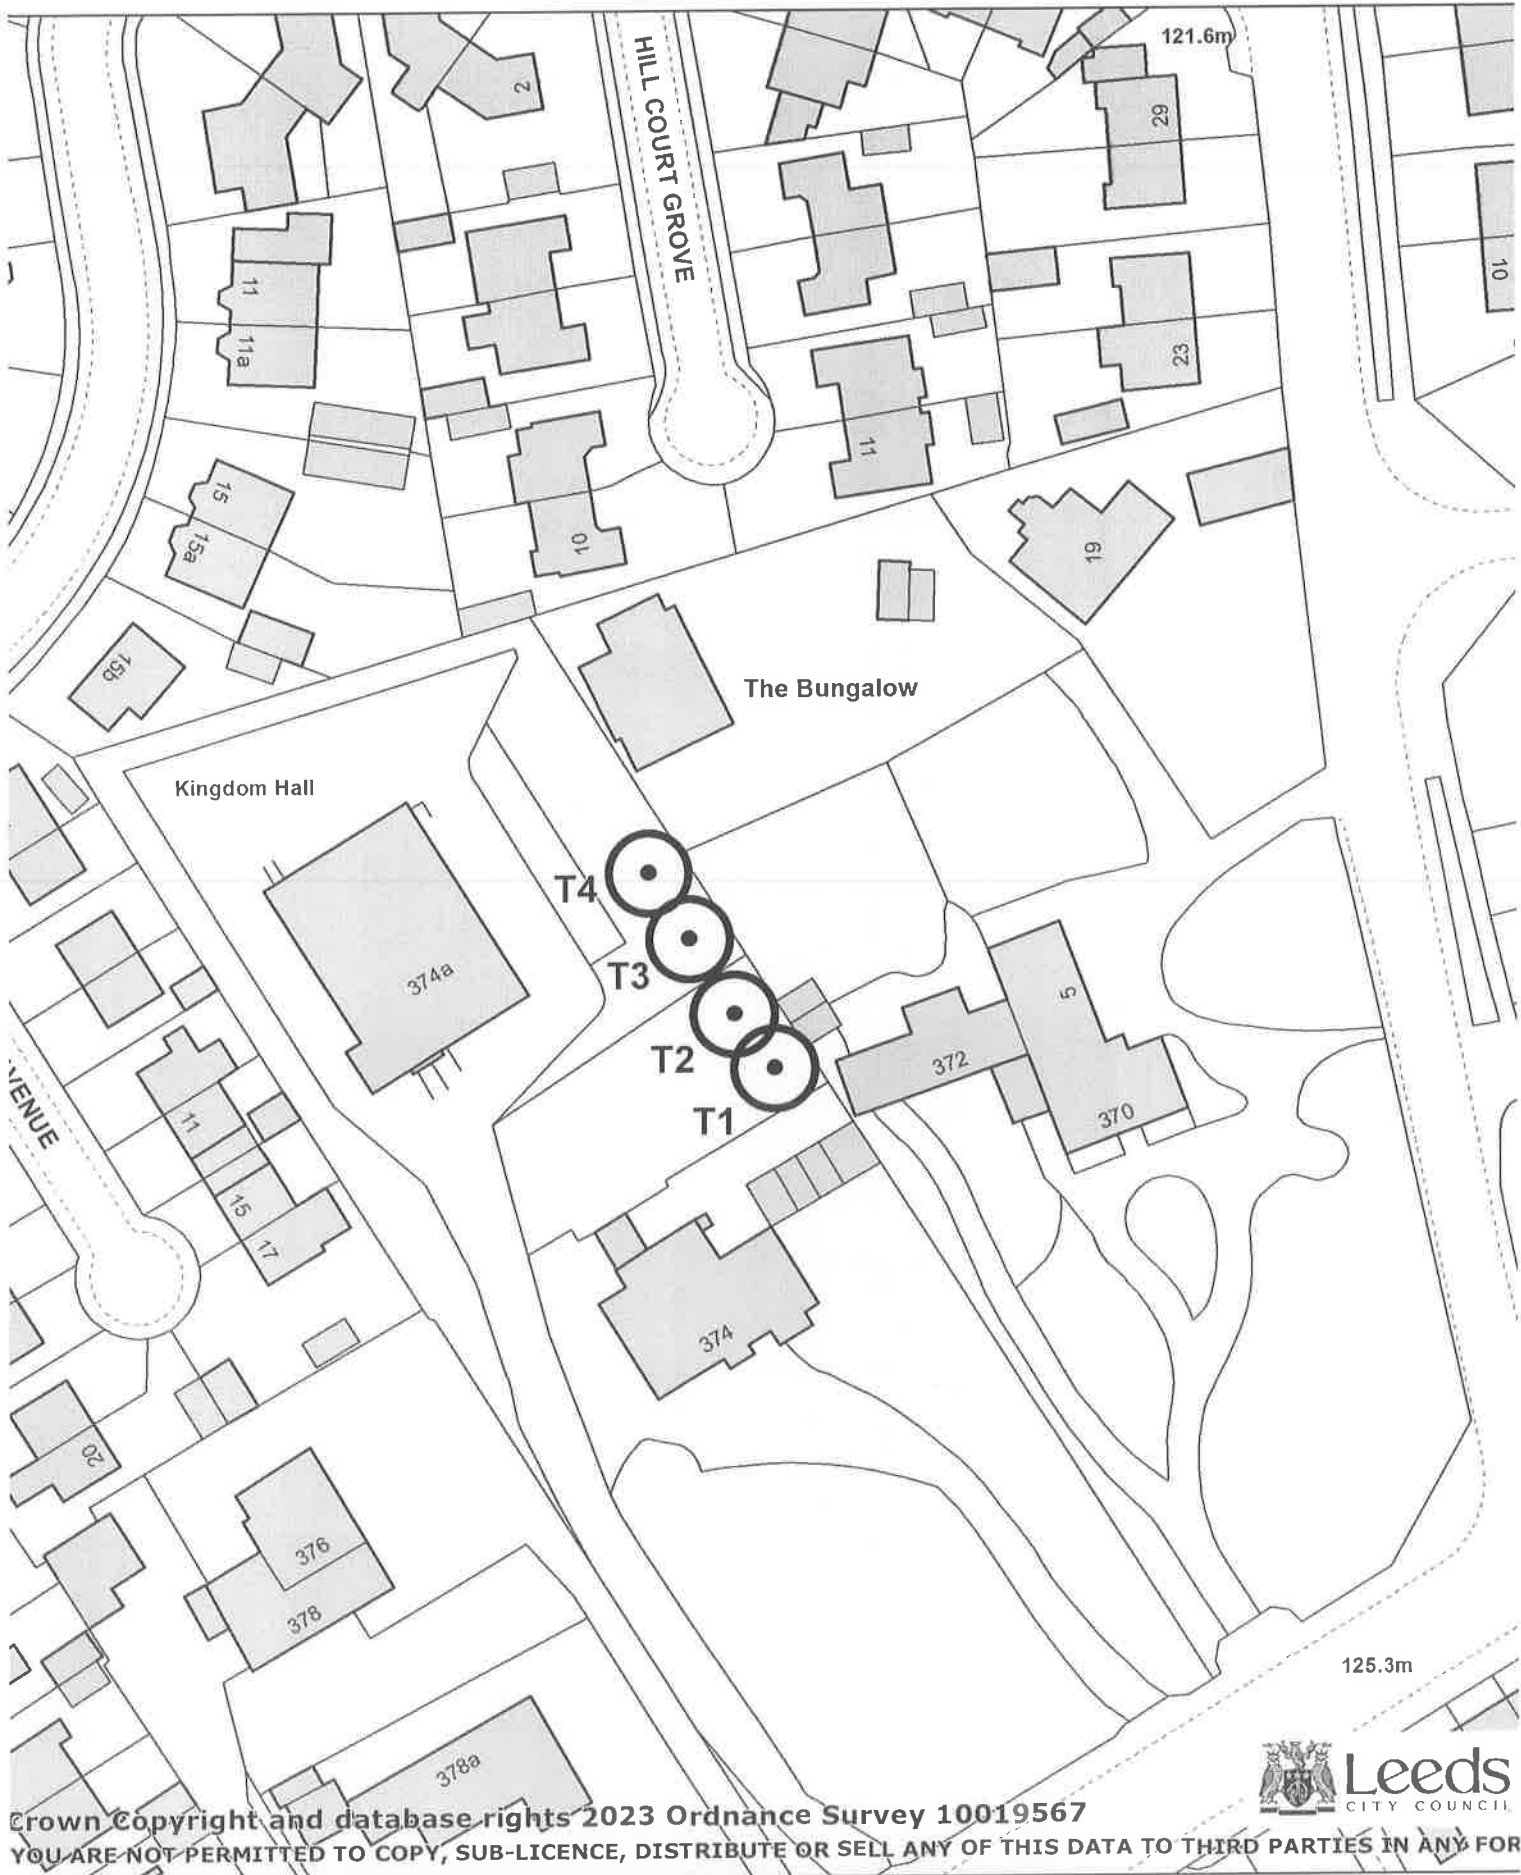 121.6m
2
HILL COURT GROVE
29
10
11
11a
23
11
15
15a
10
19
15b
The Bungalow
Kingdom Hall
T4
374a
T3
5
T2
372
T1
370
VENUE
11
15
17
374
20
376
378
125.3m
378a
Leeds
CITY COUNCIL
Crown Copyright and database rights 2023 Ordnance Survey 10019567
YOU ARE NOT PERMITTED TO COPY, SUB-LICENCE, DISTRIBUTE OR SELL ANY OF THIS DATA TO THIRD PARTIES IN ANY FOR